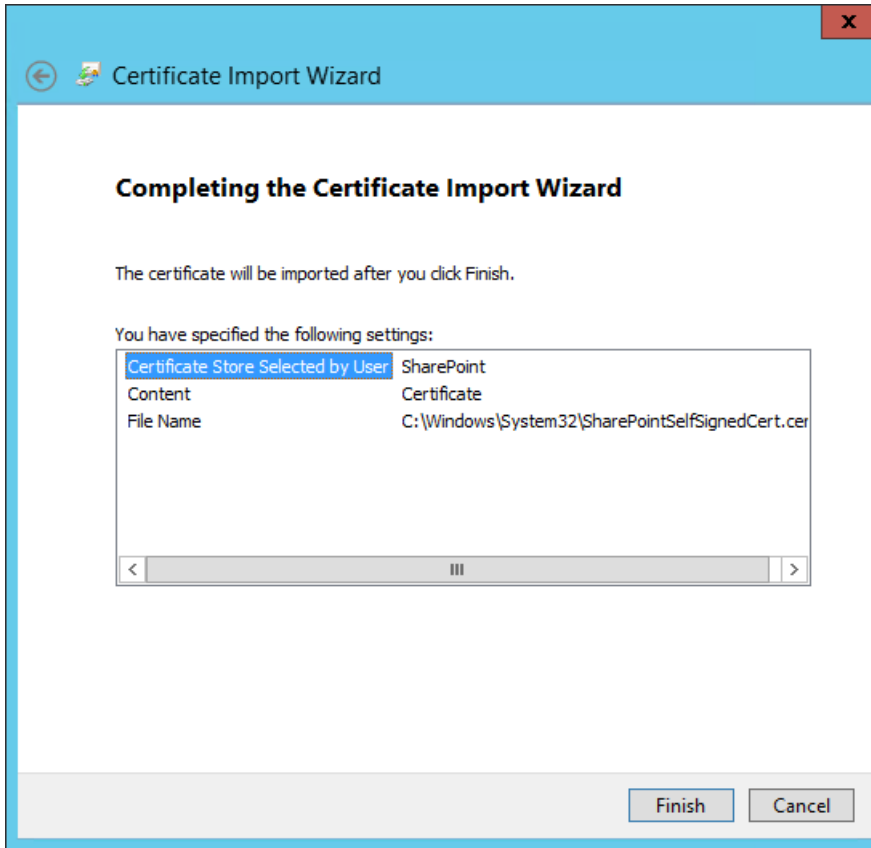 x
Certificate Import Wizard
Completing the Certificate Import Wizard
The certificate will be imported after you click Finish.
You have specified the following settings:
Certificate Store Selected by User SharePoint
Content Certificate
File Name C:\Windows\System32\SharePointSelfSignedCert.cer
Finish Cancel